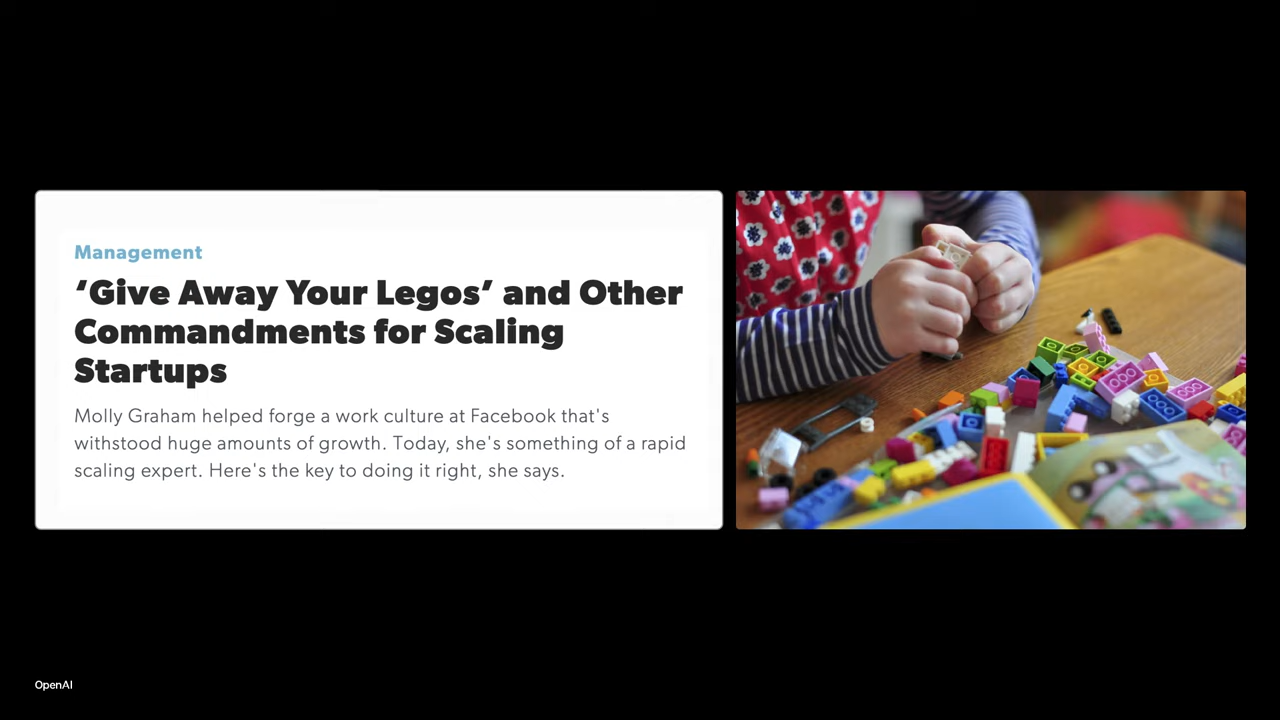 Management
‘Give Away Your Legos’ and Other
Commandments for Scaling
Startups
Molly Graham helped forge a work culture at Facebook that's
withstood huge amounts of growth. Today, she's something of a rapid
scaling expert. Here's the key to doing it right, she says.
OpenAI